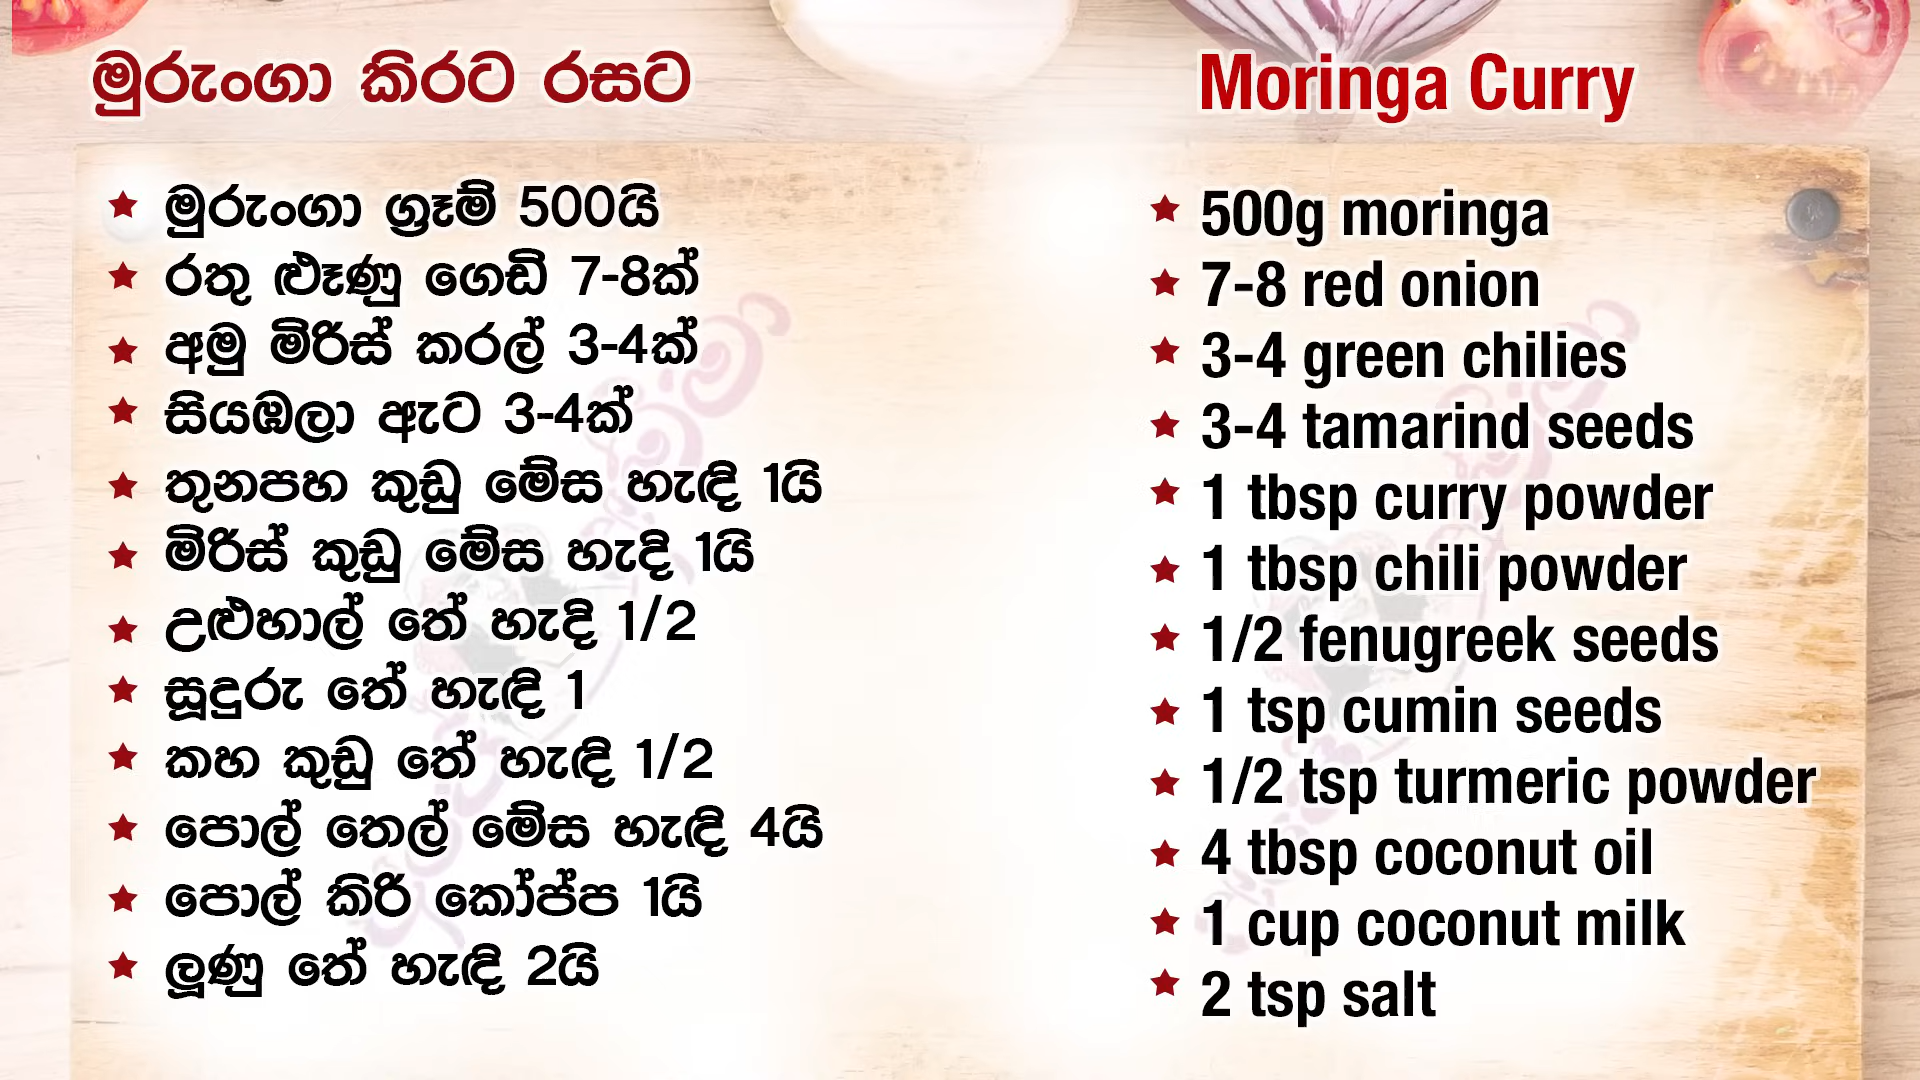 මුරුංගා කිරට රසට
මුරුංගා ග්‍රෑම් 500යි
රතු ළූණු ගෙඩි 7-8ක්
අමු මිරිස් කරල් 3-4ක්
සියඹලා ඇට 3-4ක්
තුනපහ කුඩු මේස හැඳි 1යි
මිරිස් කුඩු මේස හැදි 1යි
උළුහාල් තේ හැදි 1/2
සූදුරු තේ හැඳි 1
කහ කුඩු තේ හැඳි 1/2
පොල් තෙල් මේස හැඳි 4යි
පොල් කිරි කෝප්ප 1යි
ලූණු තේ හැඳි 2යි
Moringa Curry
500g moringa
7-8 red onion
3-4 green chilies
3-4 tamarind seeds
1 tbsp curry powder
1 tbsp chili powder
1/2 fenugreek seeds
1 tsp cumin seeds
1/2 tsp turmeric powder
4 tbsp coconut oil
1 cup coconut milk
2 tsp salt